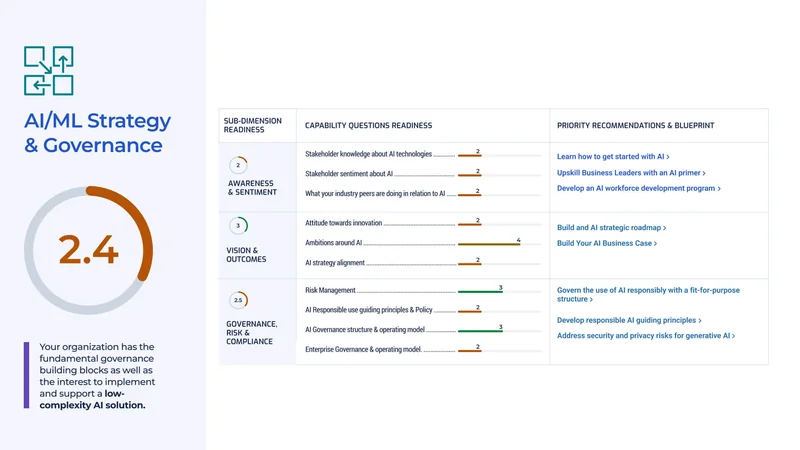 AI/ML Strategy
& Governance
2.4
Your organization has the
fundamental governance
building blocks as well as
the interest to implement
and support a low-
complexity AI solution.
SUB-DIMENSION
READINESS
CAPABILITY QUESTIONS READINESS
PRIORITY RECOMMENDATIONS & BLUEPRINT
2
AWARENESS
& SENTIMENT
Stakeholder knowledge about AI technologies 2
Stakeholder sentiment about AI 2
What your industry peers are doing in relation to AI 2
Learn how to get started with AI >
Upskill Business Leaders with an AI primer >
Develop an AI workforce development program >
3
VISION &
OUTCOMES
Attitude towards innovation 2
Ambitions around AI 4
AI strategy alignment 2
Build and AI strategic roadmap >
Build Your AI Business Case >
2.5
GOVERNANCE,
RISK &
COMPLIANCE
Risk Management 3
AI Responsible use guiding principles & Policy 2
AI Governance structure & operating model 3
Enterprise Governance & operating model. 2
Govern the use of AI responsibly with a fit-for-purpose
structure >
Develop responsible AI guiding principles >
Address security and privacy risks for generative AI >